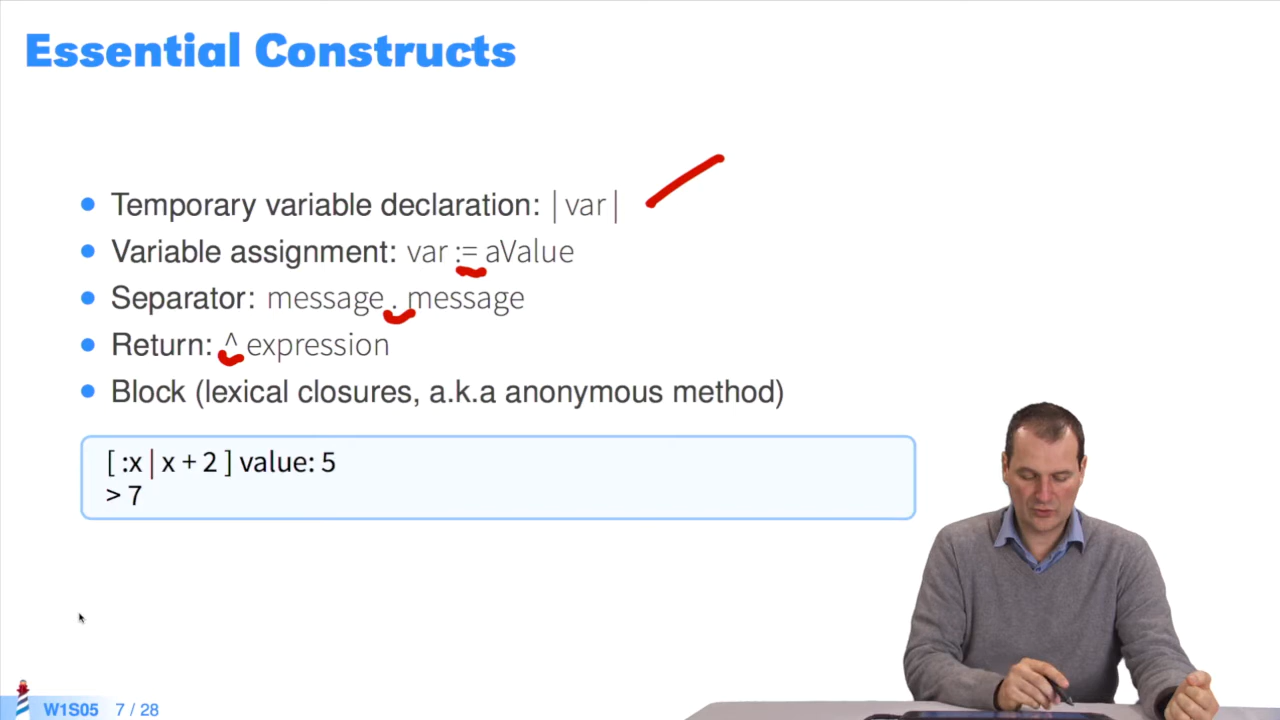 Essential Constructs
Temporary variable declaration: | var |
Variable assignment: var := aValue
Separator: message . message
Return: ^ expression
Block (lexical closures, a.k.a anonymous method)
[ :x | x + 2 ] value: 5
> 7
W1S05 7 / 28